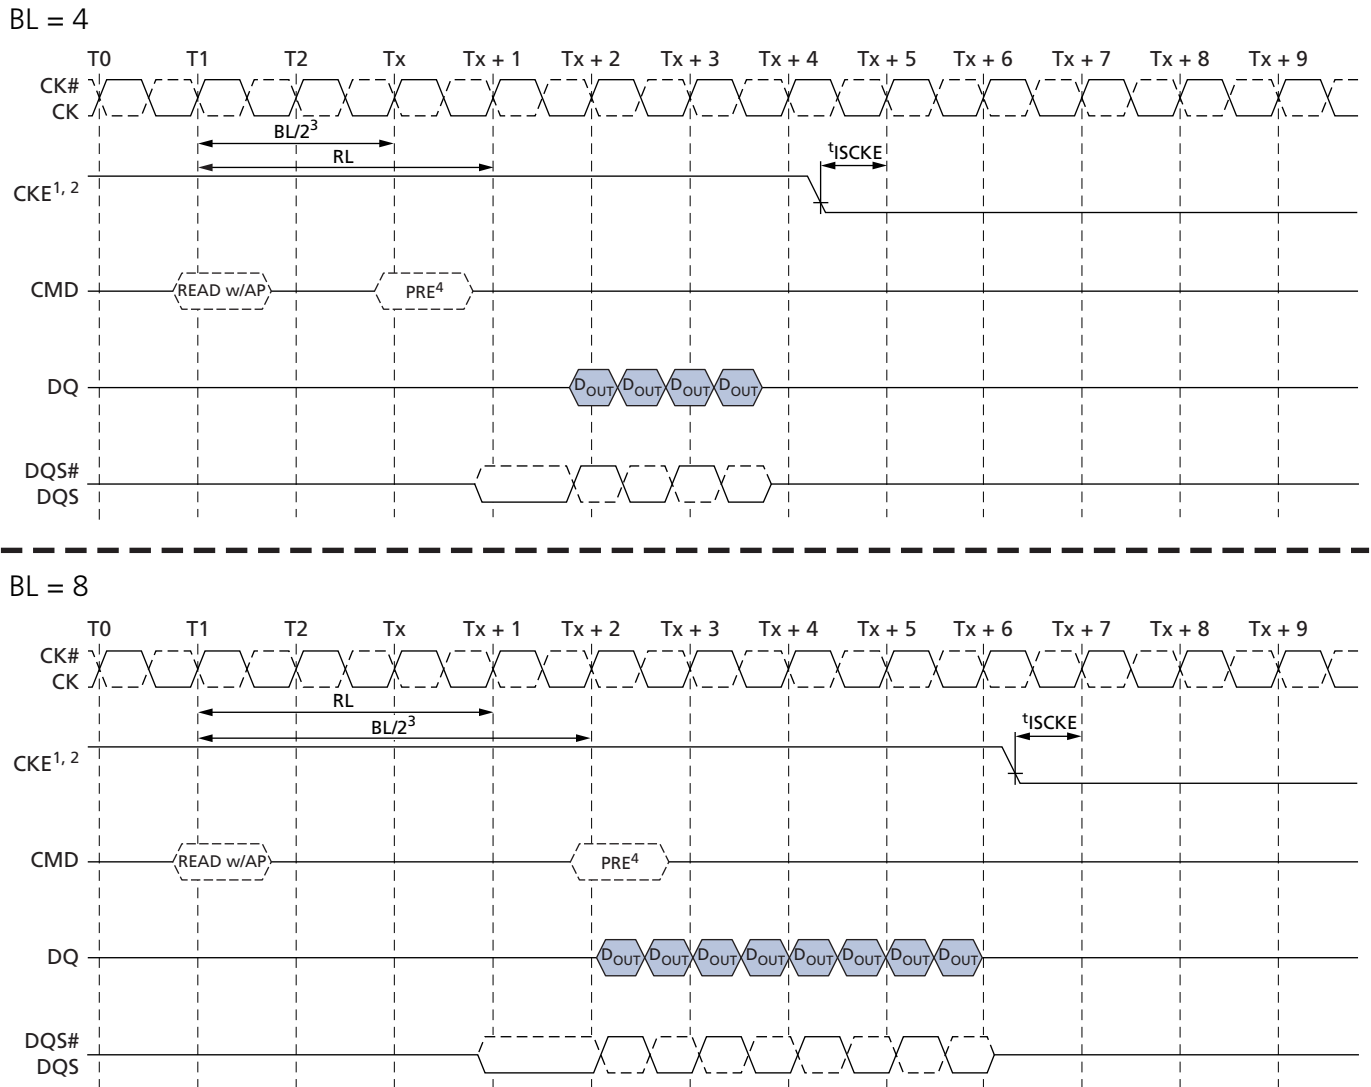 BL = 4
T0 T1 T2 Tx Tx + 1 Tx + 2 Tx + 3 Tx + 4 Tx + 5 Tx + 6 Tx + 7 Tx + 8 Tx + 9
CK#
CK
BL/2³
RL
tISCKE
CKE1, 2
CMD READ w/AP PRE⁴
DQ DOUT DOUT DOUT DOUT
DQS#
DQS
BL = 8
T0 T1 T2 Tx Tx + 1 Tx + 2 Tx + 3 Tx + 4 Tx + 5 Tx + 6 Tx + 7 Tx + 8 Tx + 9
CK#
CK
RL
BL/2³
tISCKE
CKE1, 2
CMD READ w/AP PRE�4
DQ DOUT DOUT DOUT DOUT DOUT DOUT DOUT DOUT
DQS#
DQS